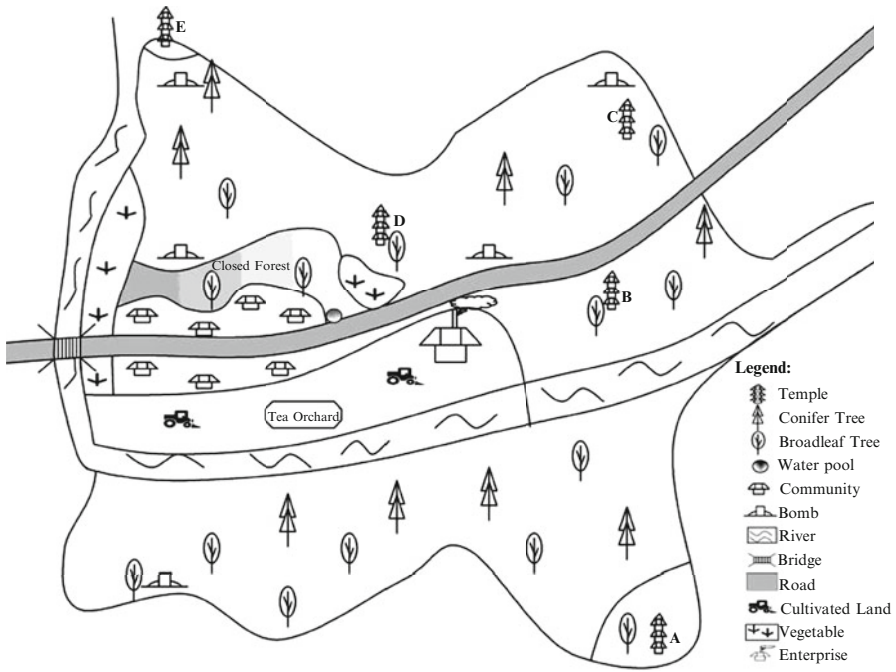 E
C
D
Closed Forest
B
Tea Orchard
A
Legend:
Temple
Conifer Tree
Broadleaf Tree
Water pool
Community
Bomb
River
Bridge
Road
Cultivated Land
Vegetable
Enterprise